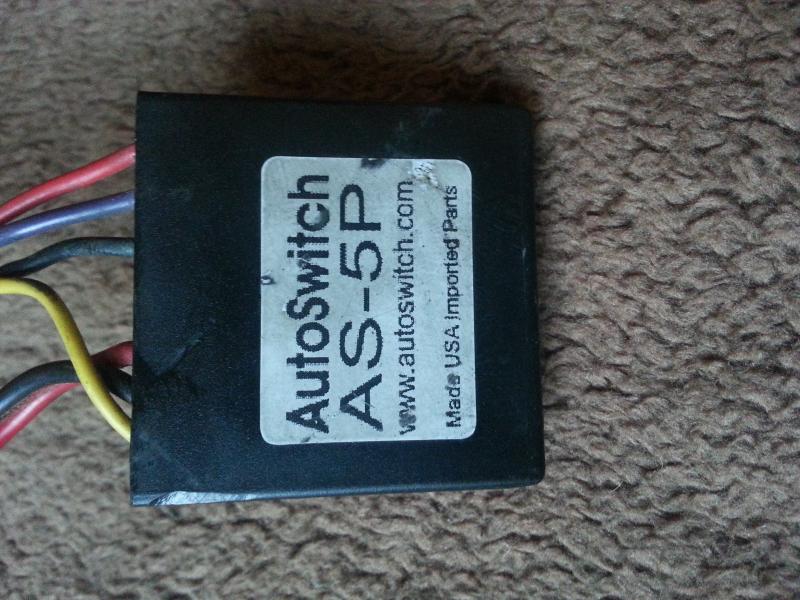 AutoSwitch
AS-5P
www.autoswitch.com
Made USA Imported Parts